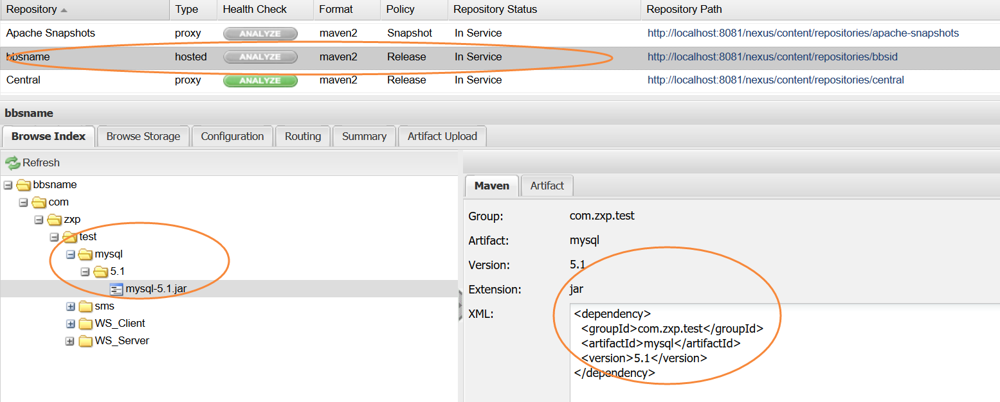 Repository Type Health Check Format Policy Repository Status Repository Path
Apache Snapshots proxy ANALYZE maven2 Snapshot In Service http://localhost:8081/nexus/content/repositories/apache-snapshots
bbsname hosted ANALYZE maven2 Release In Service http://localhost:8081/nexus/content/repositories/bbsid
Central proxy ANALYZE maven2 Release In Service http://localhost:8081/nexus/content/repositories/central
bbsname
Browse Index Browse Storage Configuration Routing Summary Artifact Upload
Refresh
bbsname
com
zxp
test
mysql
5.1
mysql-5.1.jar
sms
WS_Client
WS_Server
Maven Artifact
Group: com.zxp.test
Artifact: mysql
Version: 5.1
Extension: jar
XML:
<dependency>
<groupId>com.zxp.test</groupId>
<artifactId>mysql</artifactId>
<version>5.1</version>
</dependency>